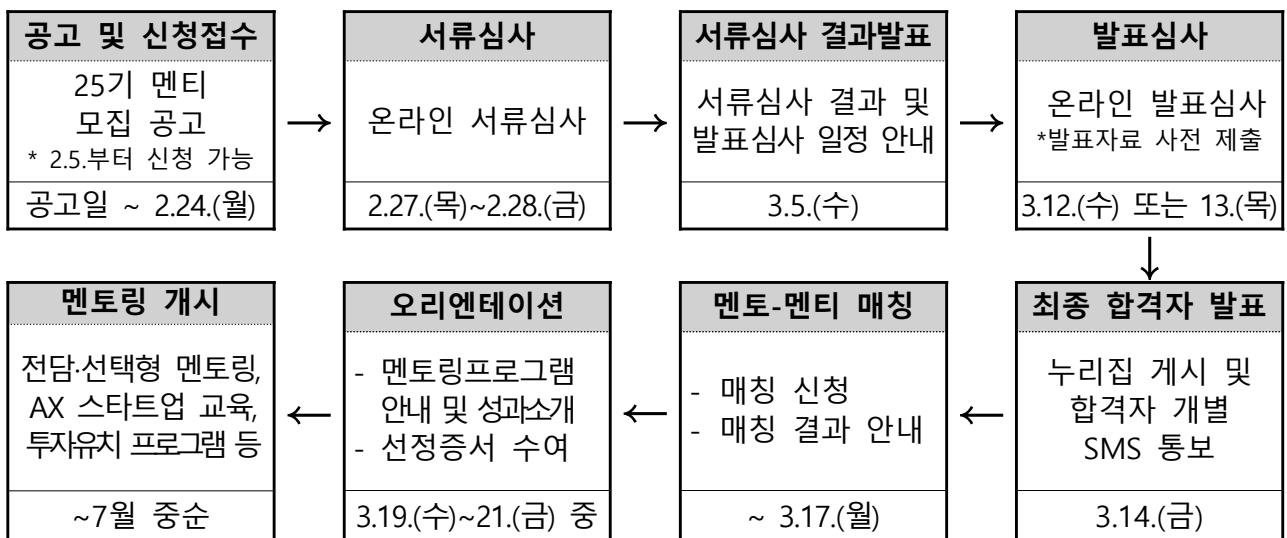 공고 및 신청접수
25기 멘티
모집 공고
* 2.5.부터 신청 가능
공고일 ~ 2.24.(월)
→
서류심사
온라인 서류심사
2.27.(목)~2.28.(금)
→
서류심사 결과발표
서류심사 결과 및
발표심사 일정 안내
3.5.(수)
→
발표심사
온라인 발표심사
*발표자료 사전 제출
3.12.(수) 또는 13.(목)
↓
최종 합격자 발표
누리집 게시 및
합격자 개별
SMS 통보
3.14.(금)
←
멘토-멘티 매칭
- 매칭 신청
- 매칭 결과 안내
~ 3.17.(월)
←
오리엔테이션
- 멘토링프로그램
안내 및 성과소개
- 선정증서 수여
3.19.(수)~21.(금) 중
←
멘토링 개시
전담·선택형 멘토링,
AX 스타트업 교육,
투자유치 프로그램 등
~7월 중순